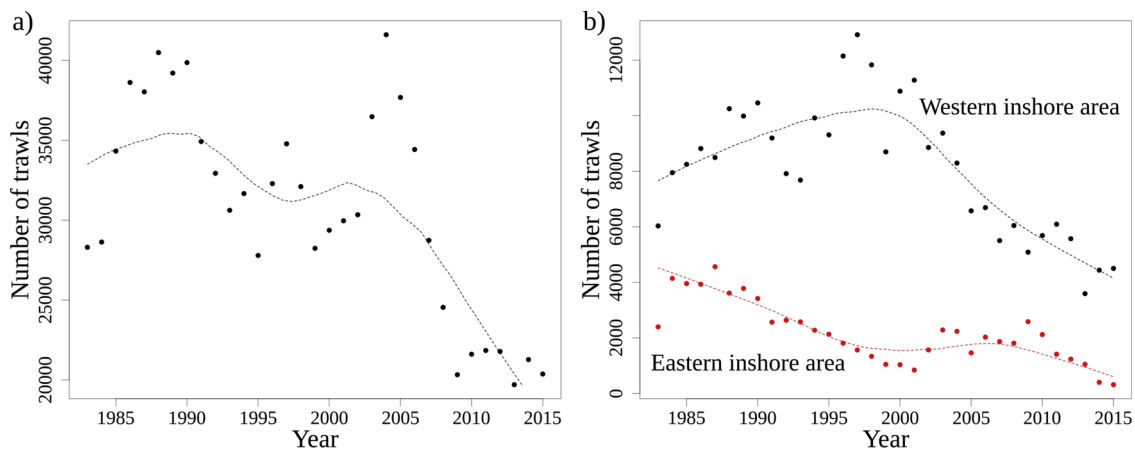 a)
Number of trawls
40000
35000
30000
25000
20000
1985 1990 1995 2000 2005 2010 2015
Year
b)
Number of trawls
12000
10000
8000
6000
4000
2000
0
Western inshore area
Eastern inshore area
1985 1990 1995 2000 2005 2010 2015
Year